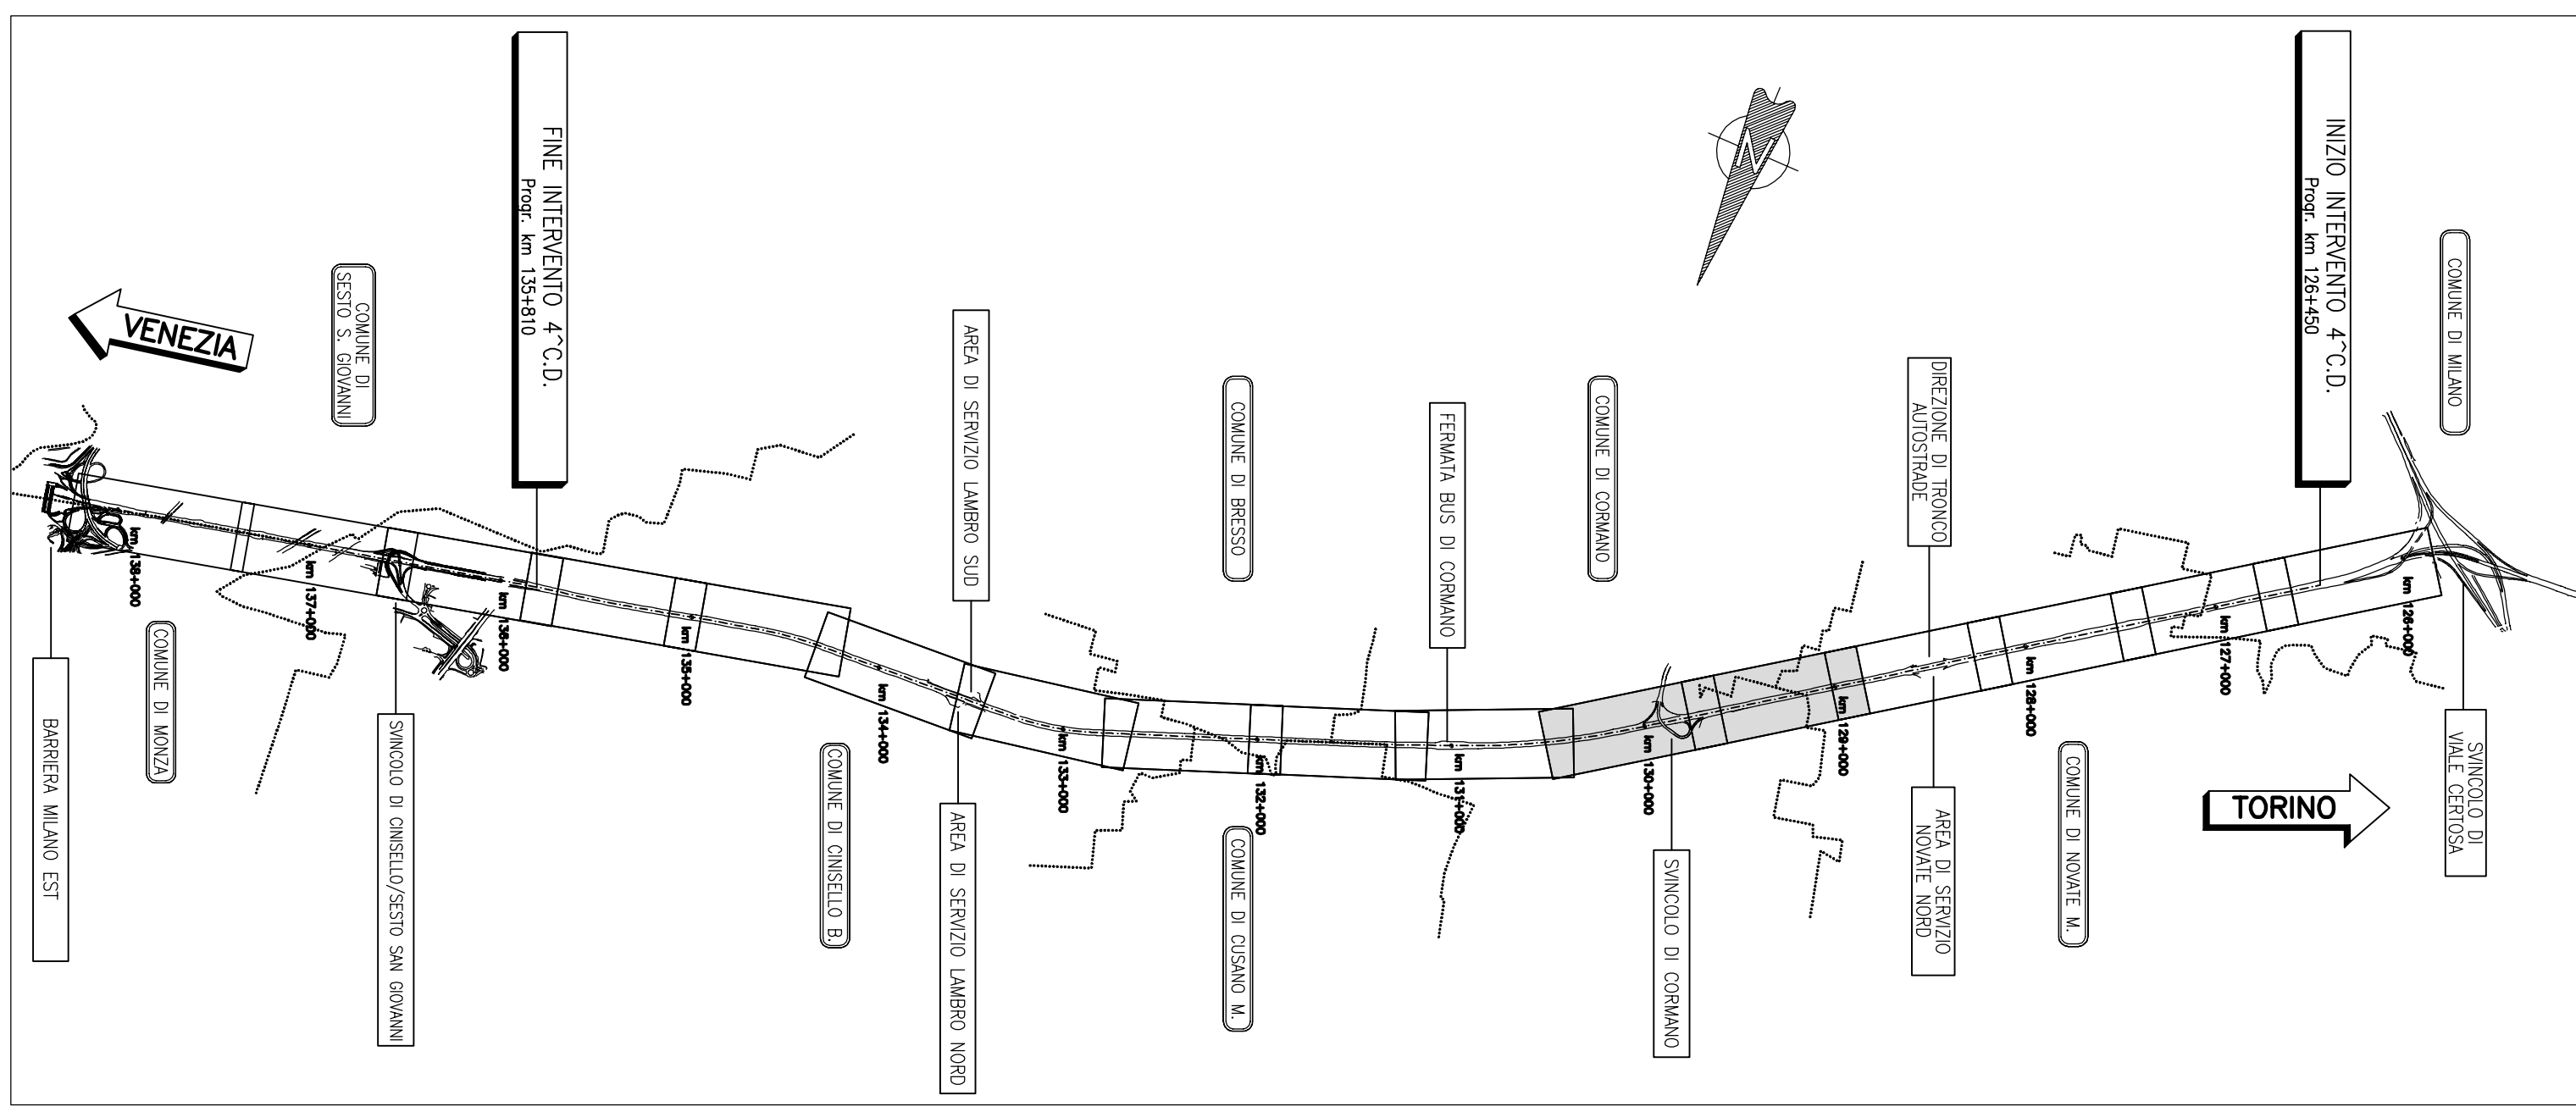 INIZIO INTERVENTO 4^C.D.
Progr. km 126+450
COMUNE DI MILANO
FINE INTERVENTO 4^C.D.
Progr. km 135+810
COMUNE DI
SESTO S. GIOVANNI
VENEZIA
N
AREA DI SERVIZIO LAMBRO SUD
COMUNE DI BRESSO
FERMATA BUS DI CORMANO
COMUNE DI CORMANO
DIREZIONE DI TRONCO
AUTOSTRADE
km 138+000
km 137+000
km 136+000
km 135+000
km 134+000
km 133+000
km 132+000
km 131+000
km 130+000
km 129+000
km 128+000
km 127+000
km 126+000
BARRIERA MILANO EST
COMUNE DI MONZA
SVINCOLO DI CINISELLO/SESTO SAN GIOVANNI
COMUNE DI CINISELLO B.
AREA DI SERVIZIO LAMBRO NORD
COMUNE DI CUSANO M.
SVINCOLO DI CORMANO
AREA DI SERVIZIO
NOVATE NORD
COMUNE DI NOVATE M.
TORINO
SVINCOLO DI
VIALE CERTOSA